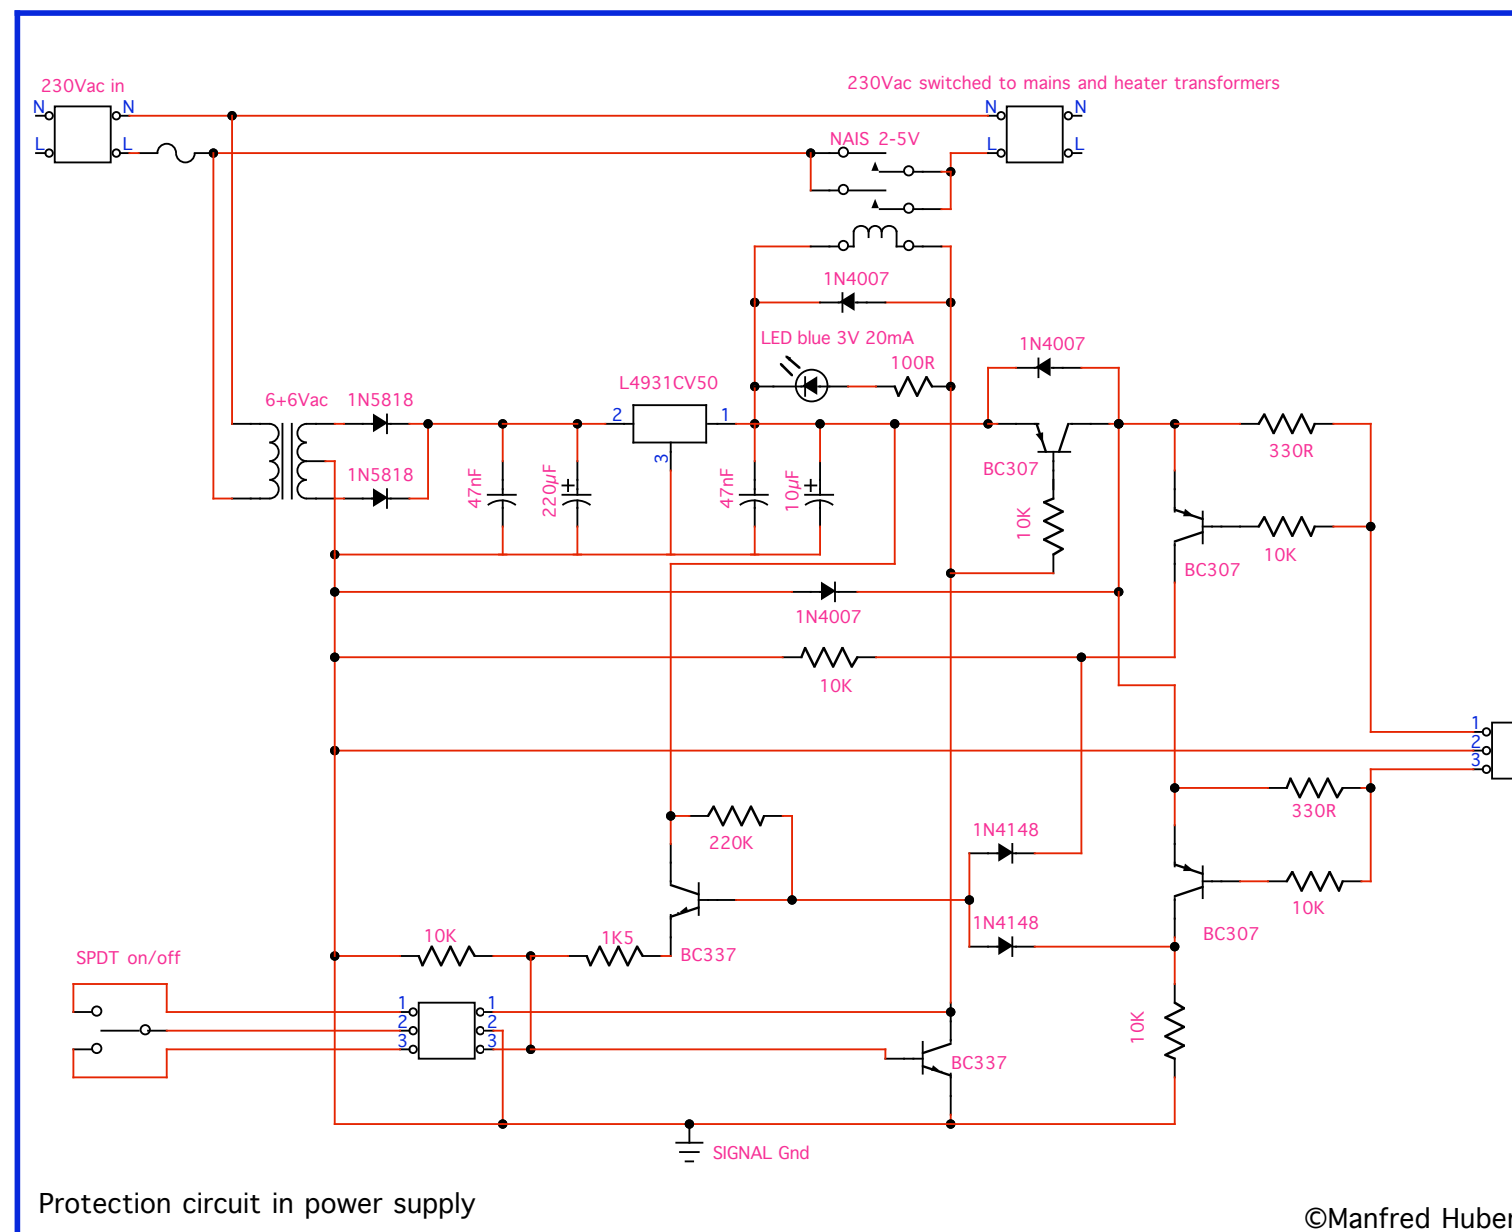 230Vac in
230Vac switched to mains and heater transformers
N N N N
L L L L
NAIS 2-5V
1N4007
LED blue 3V 20mA
100R
1N4007
L4931CV50
6+6Vac
1N5818
2 1
3
BC307
330R
1N5818
47nF
220µF
+
47nF
10µF
+
10K
10K
BC307
1N4007
10K
1
2
3
220K
330R
1N4148
10K
BC307
1N4148
10K
1K5
BC337
SPDT on/off
1 1
2 2
3 3
10K
BC337
SIGNAL Gnd
Protection circuit in power supply
©Manfred Huber